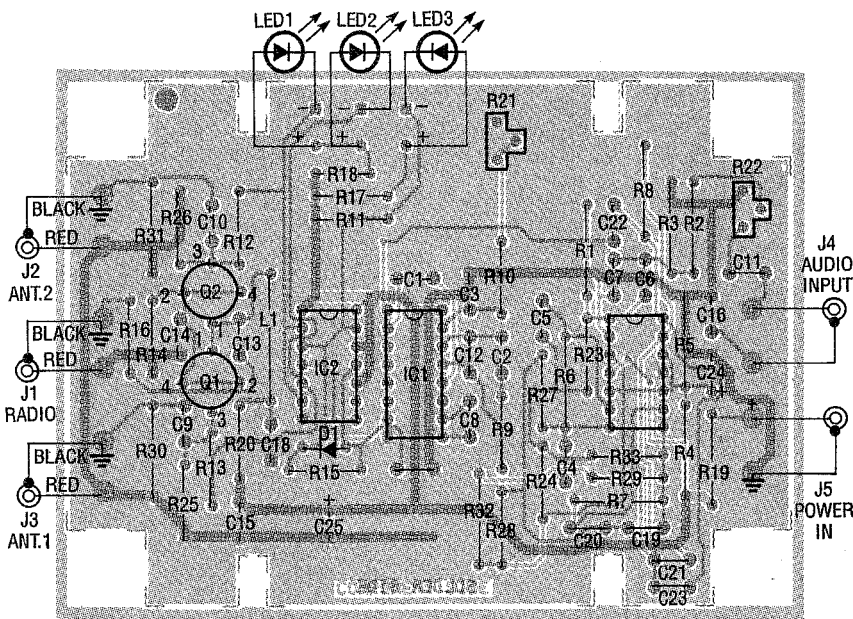 LED1 LED2 LED3
R21
R18
R17
R11
R22
R8
R3
R2
R26
C10
R31
R12
C22
R1
BLACK
RED
J2
ANT.2
3
Q2
2
4
C1
C3
R10
C7
C6
C11
J4
AUDIO
INPUT
L1
R16
C14
R14
1
1
C13
BLACK
RED
J1
RADIO
4
Q1
2
3
IC2
IC1
C12
C2
C5
R23
R6
R27
R5
C16
C24
C9
R30
R13
R20
C18
D1
R15
C8
R9
BLACK
RED
J3
ANT.1
R25
C15
C25
R24
C4
R33
R29
R7
R4
R19
J5
POWER
IN
R32
R28
C20
C19
C21
C23